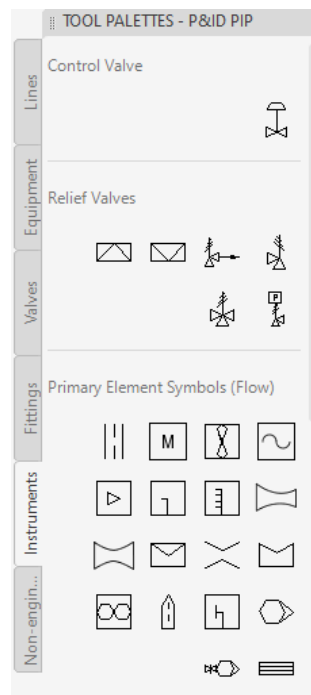 TOOL PALETTES - P&ID PIP
Lines
Equipment
Valves
Fittings
Instruments
Non-engin...
Control Valve
Relief Valves
P
Primary Element Symbols (Flow)
M